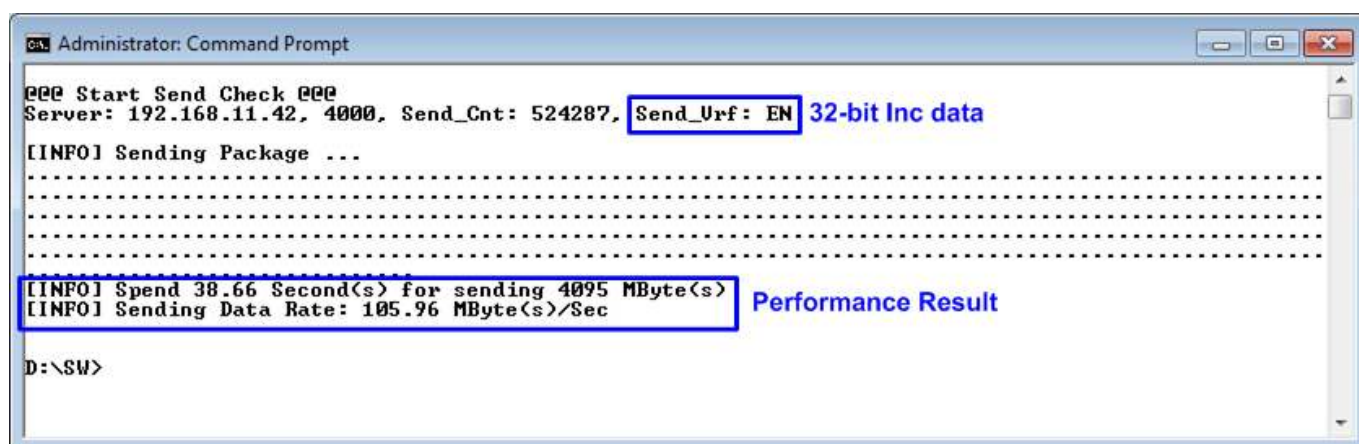 Administrator: Command Prompt
@@@ Start Send Check @@@
Server: 192.168.11.42, 4000, Send_Cnt: 524287, Send_Vrf: EN 32-bit Inc data
[INFO] Sending Package ...
................................................................................
................................................................................
................................................................................
................................................................................
................................................................................
........................
[INFO] Spend 38.66 Second(s) for sending 4095 MByte(s)
[INFO] Sending Data Rate: 105.96 MByte(s)/Sec
Performance Result
D:\SW>